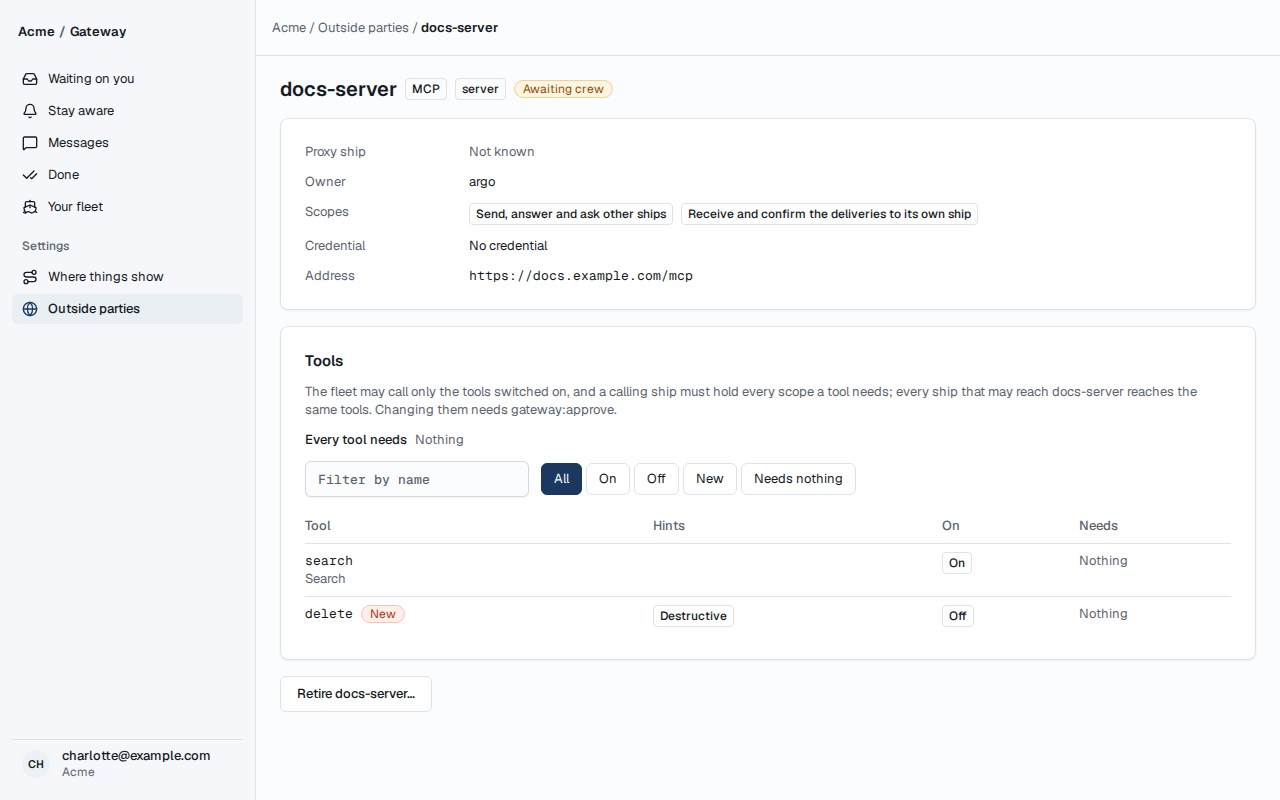 Acme / Gateway
Waiting on you
Stay aware
Messages
Done
Your fleet
Settings
Where things show
Outside parties
CH
charlotte@example.com
Acme
Acme / Outside parties / docs-server
docs-server MCP server Awaiting crew
Proxy ship Not known
Owner argo
Scopes Send, answer and ask other ships Receive and confirm the deliveries to its own ship
Credential No credential
Address https://docs.example.com/mcp
Tools
The fleet may call only the tools switched on, and a calling ship must hold every scope a tool needs; every ship that may reach docs-server reaches the
same tools. Changing them needs gateway:approve.
Every tool needs Nothing
Filter by name All On Off New Needs nothing
Tool Hints On Needs
search On Nothing
Search
delete New Destructive Off Nothing
Retire docs-server…